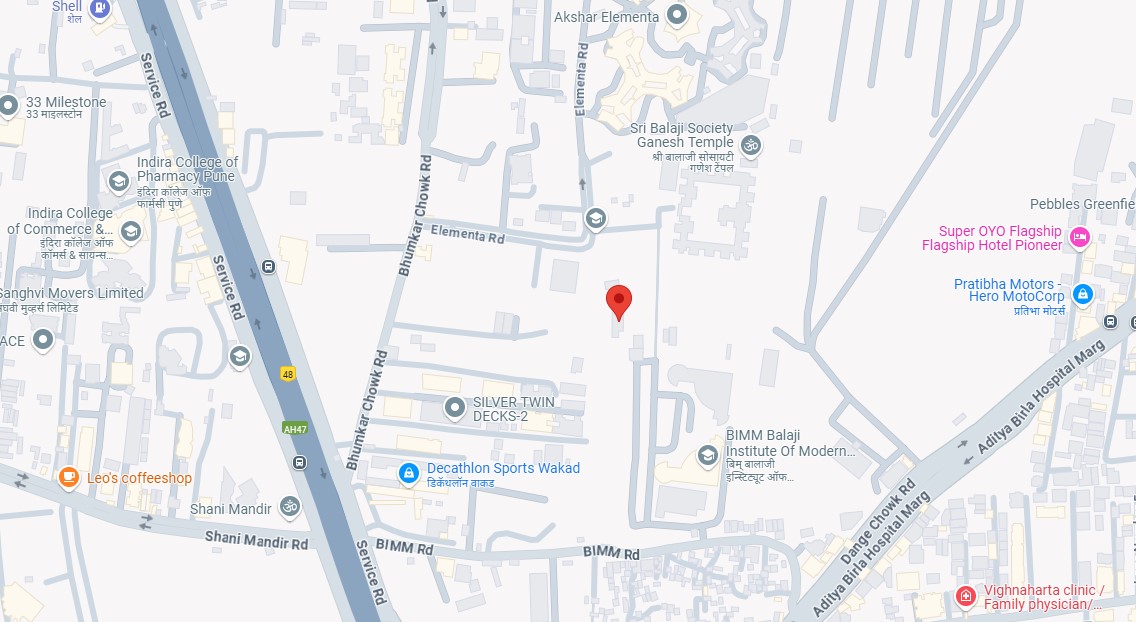 Shell
शेल
Akshar Elementa
Service Rd
Elementa Rd
33 Milestone
33 माइलस्टोन
Sri Balaji Society
Ganesh Temple
श्री बालाजी सोसायटी
गणेश टेंपल
Indira College of
Pharmacy Pune
इंदिरा कॉलेज ऑफ
फार्मसी पुणे
Bhumkar Chowk Rd
Indira College
of Commerce &...
इंदिरा कॉलेज ऑफ
कॉमर्स & सायन्स...
Elementa Rd
Pebbles Greenfie
Super OYO Flagship
Flagship Hotel Pioneer
Service Rd
Sanghvi Movers Limited
घवी मुव्हर्स लिमिटेड
Pratibha Motors -
Hero MotoCorp
प्रतिभा मोटर्स
ACE
48
AH47
Bhumkar Chowk Rd
SILVER TWIN
DECKS-2
Aditya Birla Hospital Marg
BIMM Balaji
Institute Of Modern...
बिमृ बालाजी
इन्स्टिट्यूट ऑफ...
Leo's coffeeshop
Decathlon Sports Wakad
डिकॅथलॉन वाकड
Shani Mandir
Shani Mandir Rd
Service Rd
BIMM Rd
BIMM Rd
Dange Chowk Rd
Aditya Birla Hospital Marg
Vighnaharta clinic /
Family physician/...